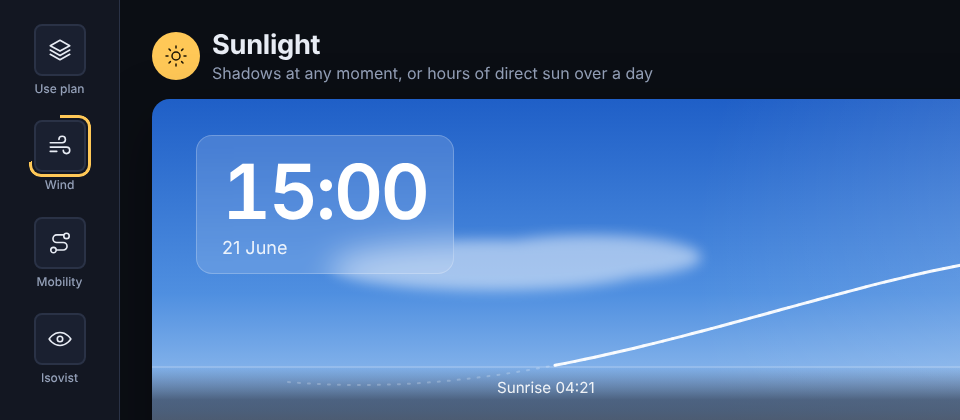 Use plan
Wind
Mobility
Isovist
Sunlight
Shadows at any moment, or hours of direct sun over a day
15:00
21 June
Sunrise 04:21